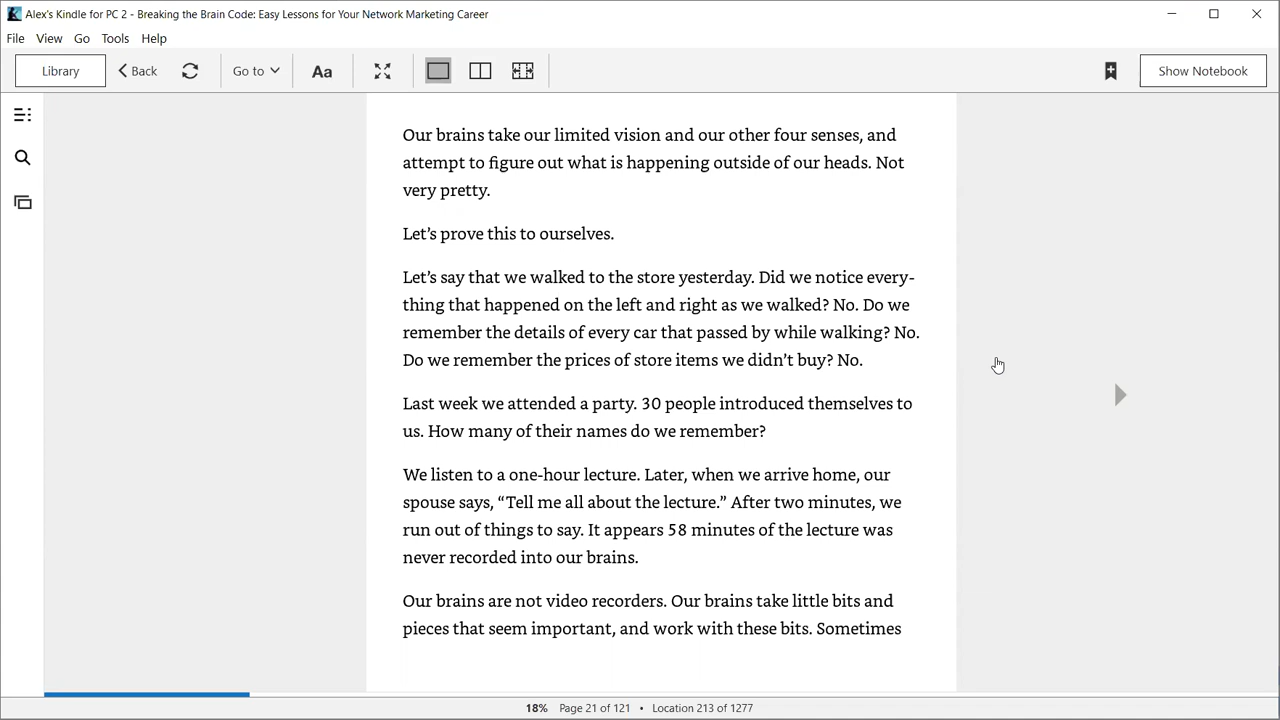 Alex's Kindle for PC 2 - Breaking the Brain Code: Easy Lessons for Your Network Marketing Career
File View Go Tools Help
Library Back Go to Aa Show Notebook
Our brains take our limited vision and our other four senses, and
attempt to figure out what is happening outside of our heads. Not
very pretty.
Let's prove this to ourselves.
Let's say that we walked to the store yesterday. Did we notice every-
thing that happened on the left and right as we walked? No. Do we
remember the details of every car that passed by while walking? No.
Do we remember the prices of store items we didn't buy? No.
Last week we attended a party. 30 people introduced themselves to
us. How many of their names do we remember?
We listen to a one-hour lecture. Later, when we arrive home, our
spouse says, “Tell me all about the lecture.” After two minutes, we
run out of things to say. It appears 58 minutes of the lecture was
never recorded into our brains.
Our brains are not video recorders. Our brains take little bits and
pieces that seem important, and work with these bits. Sometimes
18% Page 21 of 121 • Location 213 of 1277